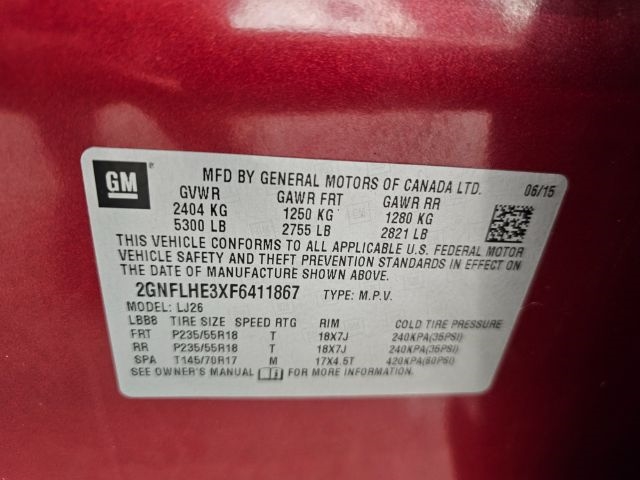 GM
MFD BY GENERAL MOTORS OF CANADA LTD. 06/15
GVWR GAWR FRT GAWR RR
2404 KG 1250 KG 1280 KG
5300 LB 2755 LB 2821 LB
THIS VEHICLE CONFORMS TO ALL APPLICABLE U.S. FEDERAL MOTOR
VEHICLE SAFETY AND THEFT PREVENTION STANDARDS IN EFFECT ON
THE DATE OF MANUFACTURE SHOWN ABOVE.
2GNFLHE3XF6411867 TYPE: M.P.V.
MODEL: LJ26
LBBB TIRE SIZE SPEED RTG RIM COLD TIRE PRESSURE
FRT P235/55R18 T 18X7J 240KPA(35PSI)
RR P235/55R18 T 18X7J 240KPA(35PSI)
SPA T145/70R17 M 17X4.5T 420KPA(60PSI)
SEE OWNER'S MANUAL FOR MORE INFORMATION.